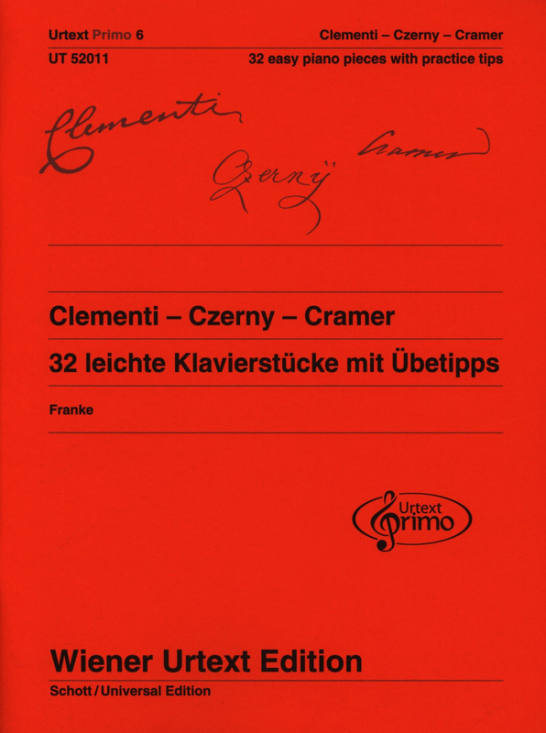 Urtext Primo 6
Clementi – Czerny – Cramer
UT 52011
32 easy piano pieces with practice tips
Clementi
Czernÿ
Cramer
Clementi – Czerny – Cramer
32 leichte Klavierstücke mit Übetipps
Franke
Urtext
primo
Wiener Urtext Edition
Schott/Universal Edition